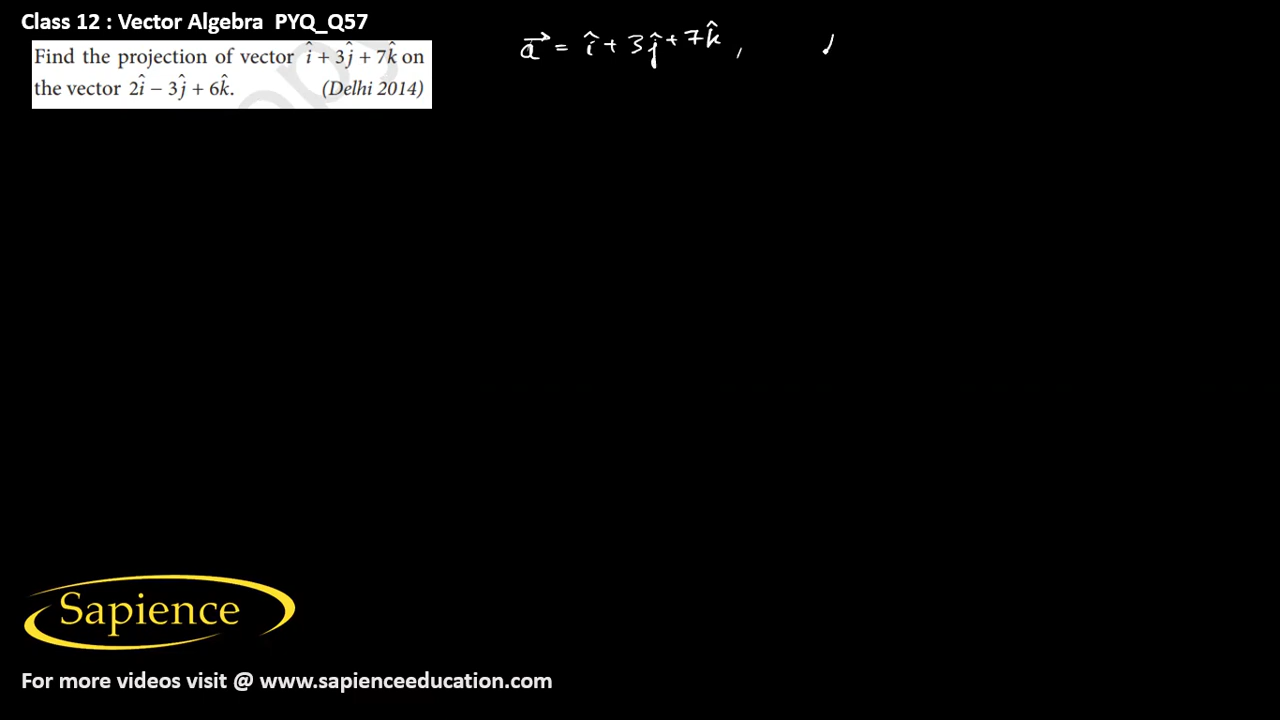 Class 12 : Vector Algebra PYQ_Q57
Find the projection of vector î + 3ĵ + 7k̂ on
the vector 2î − 3ĵ + 6k̂. (Delhi 2014)
a⃗ = î + 3ĵ + 7k̂ ,
Sapience
For more videos visit @ www.sapienceeducation.com